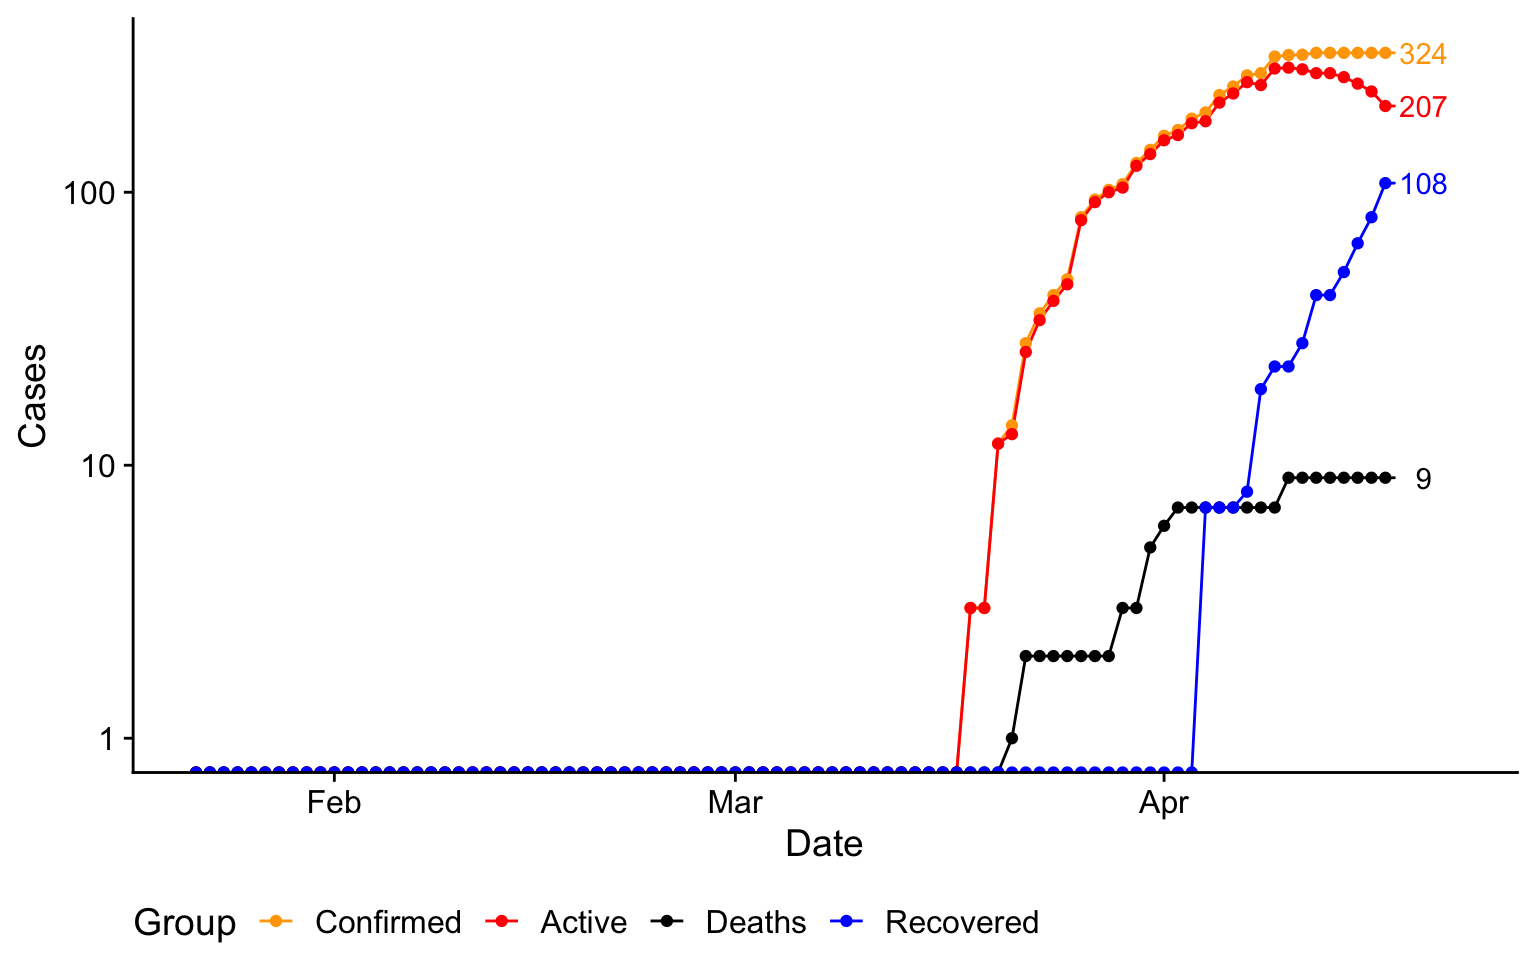 324
207
100
108
Cases
10
9
1
Feb Mar Apr
Date
Group Confirmed Active Deaths Recovered